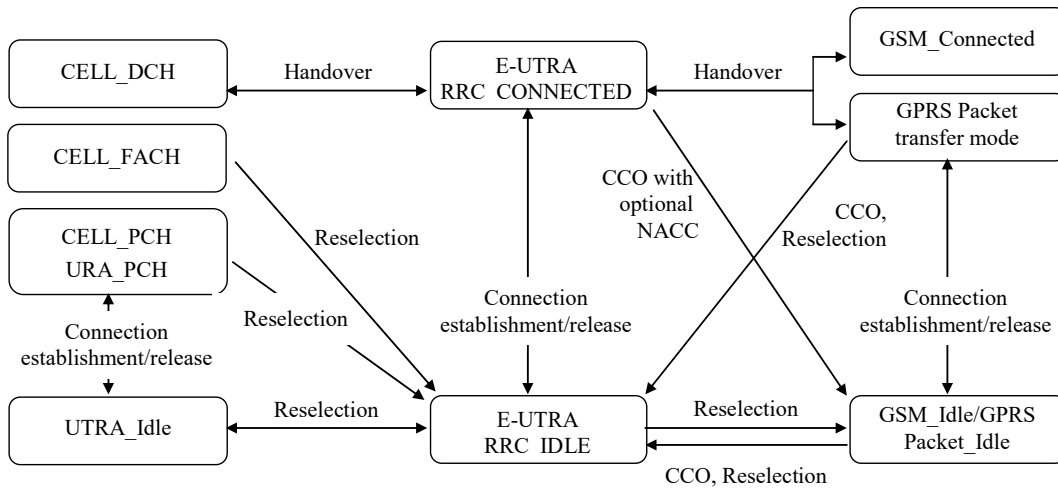 GSM_Connected
CELL_DCH
Handover
E-UTRA
RRC CONNECTED
Handover
GPRS Packet
transfer mode
CELL_FACH
CCO with
optional
NACC
CCO,
Reselection
CELL_PCH
URA_PCH
Reselection
Connection
establishment/release
Reselection
Connection
establishment/release
Connection
establishment/release
UTRA_Idle
Reselection
E-UTRA
RRC IDLE
Reselection
GSM_Idle/GPRS
Packet_Idle
CCO, Reselection